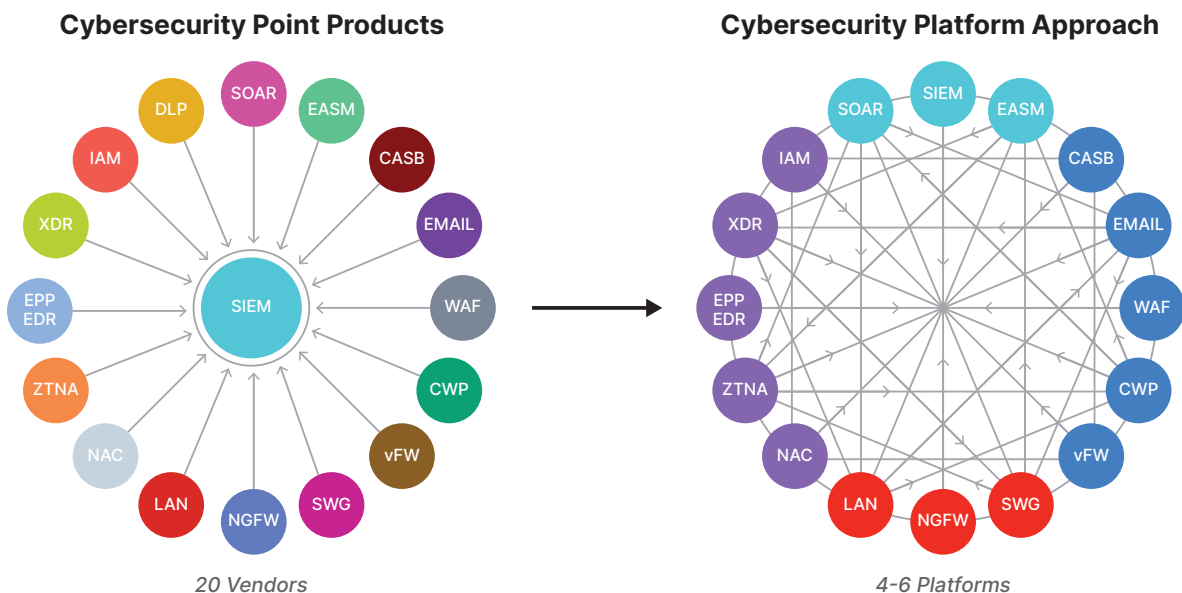 Cybersecurity Point Products
SOAR
EASM
CASB
EMAIL
WAF
CWP
vFW
SWG
NGFW
LAN
NAC
ZTNA
EPP
EDR
XDR
IAM
DLP
SIEM
20 Vendors
Cybersecurity Platform Approach
SIEM
EASM
CASB
EMAIL
WAF
CWP
vFW
SWG
NGFW
LAN
NAC
ZTNA
EPP
EDR
XDR
IAM
SOAR
4-6 Platforms